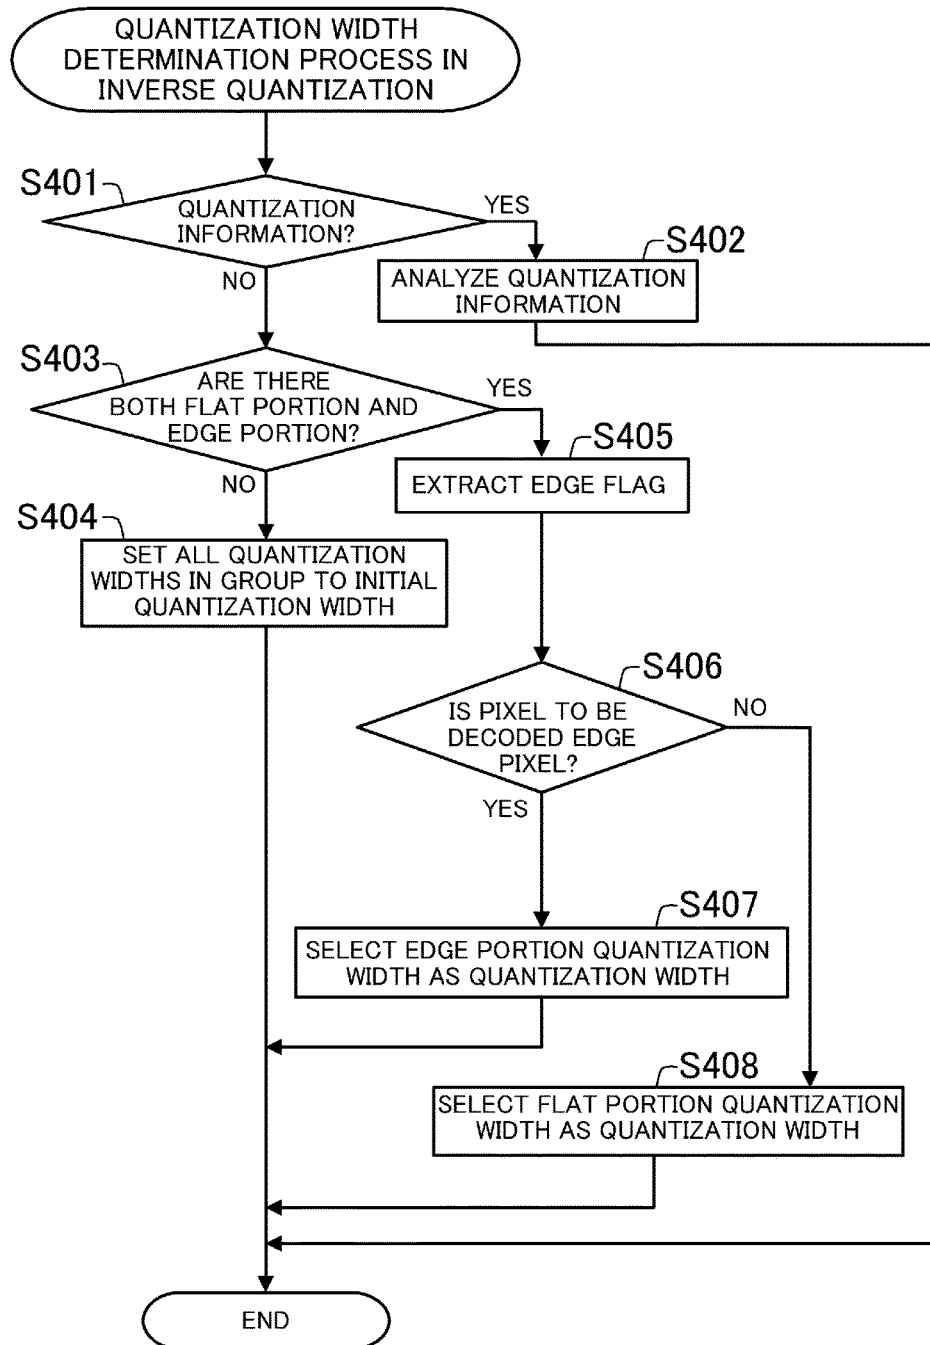 QUANTIZATION WIDTH
DETERMINATION PROCESS IN
INVERSE QUANTIZATION
S401
QUANTIZATION
INFORMATION?
YES
NO
S402
ANALYZE QUANTIZATION
INFORMATION
S403
ARE THERE
BOTH FLAT PORTION AND
EDGE PORTION?
YES
NO
S405
EXTRACT EDGE FLAG
S404
SET ALL QUANTIZATION
WIDTHS IN GROUP TO INITIAL
QUANTIZATION WIDTH
S406
IS PIXEL TO BE
DECODED EDGE
PIXEL?
NO
YES
S407
SELECT EDGE PORTION QUANTIZATION
WIDTH AS QUANTIZATION WIDTH
S408
SELECT FLAT PORTION QUANTIZATION
WIDTH AS QUANTIZATION WIDTH
END